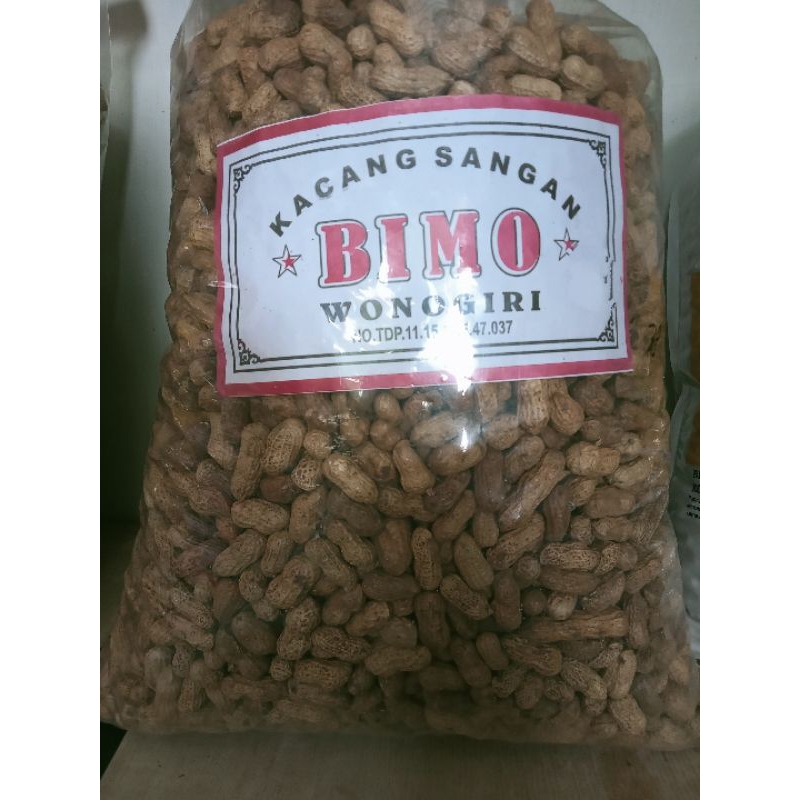 KACANG SANGAN
BIMO
WONOGIRI
NO.TDP.11.15 .47.037